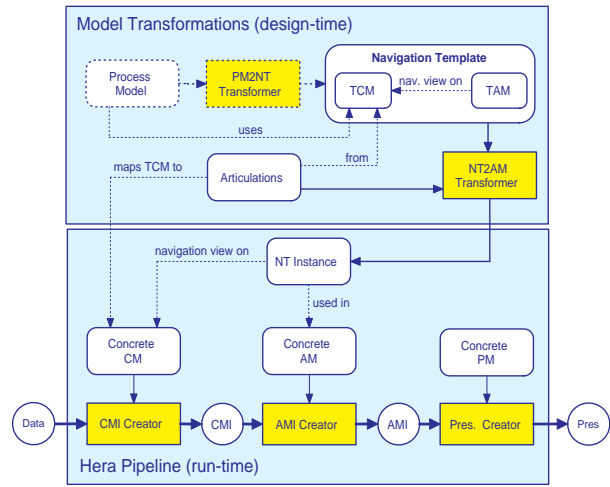 Model Transformations (design-time)
Navigation Template
Process
Model
PM2NT
Transformer
TCM
nav. view on
TAM
uses
from
maps TCM to
Articulations
NT2AM
Transformer
navigation view on
NT Instance
used in
Concrete
CM
Concrete
AM
Concrete
PM
Data
CMI Creator
CMI
AMI Creator
AMI
Pres. Creator
Pres
Hera Pipeline (run-time)